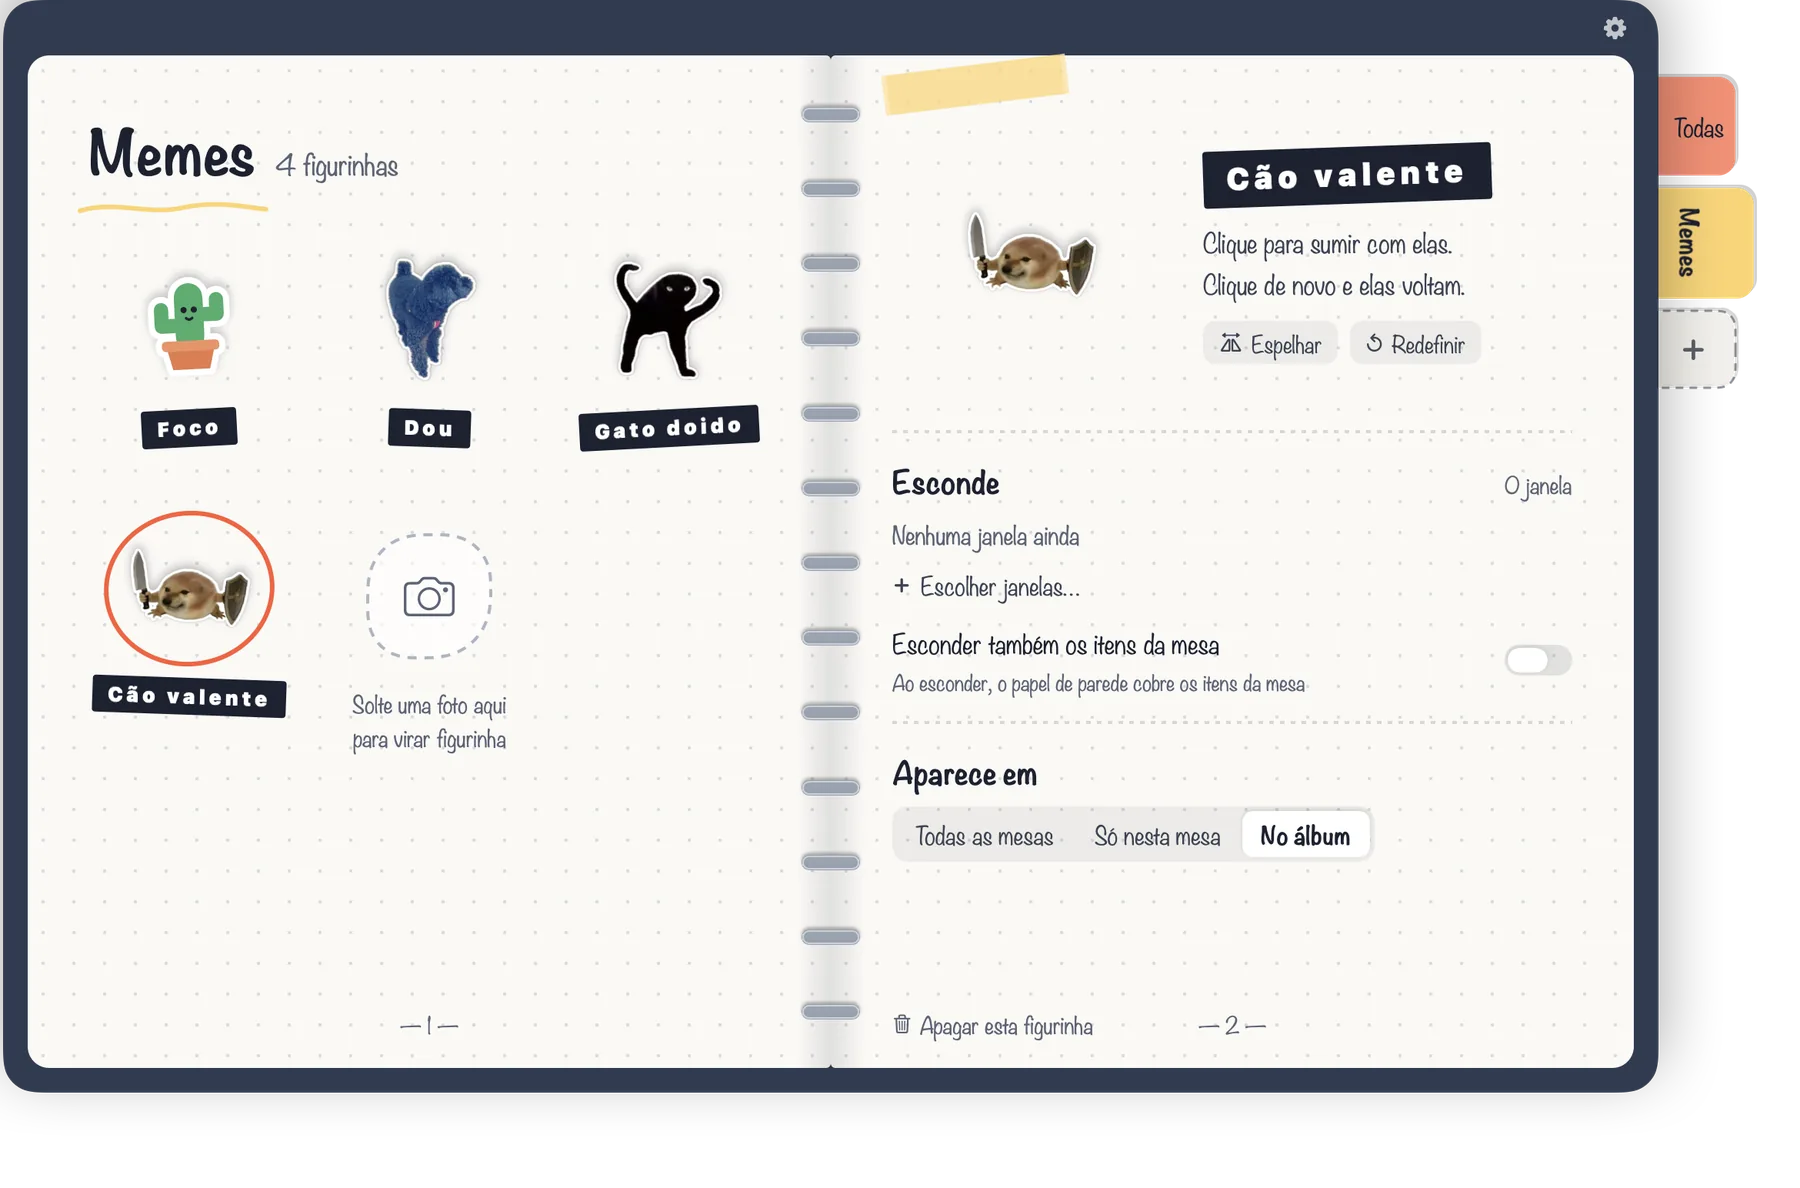 Memes
4 figurinhas
Foco
Dou
Gato doido
Cão valente
Solte uma foto aqui
para virar figurinha
—1—
Cão valente
Clique para sumir com elas.
Clique de novo e elas voltam.
Espelhar
Redefinir
Esconde
0 janela
Nenhuma janela ainda
+ Escolher janelas...
Esconder também os itens da mesa
Ao esconder, o papel de parede cobre os itens da mesa
Aparece em
Todas as mesas
Só nesta mesa
No álbum
Apagar esta figurinha
—2—
Todas
Memes
+